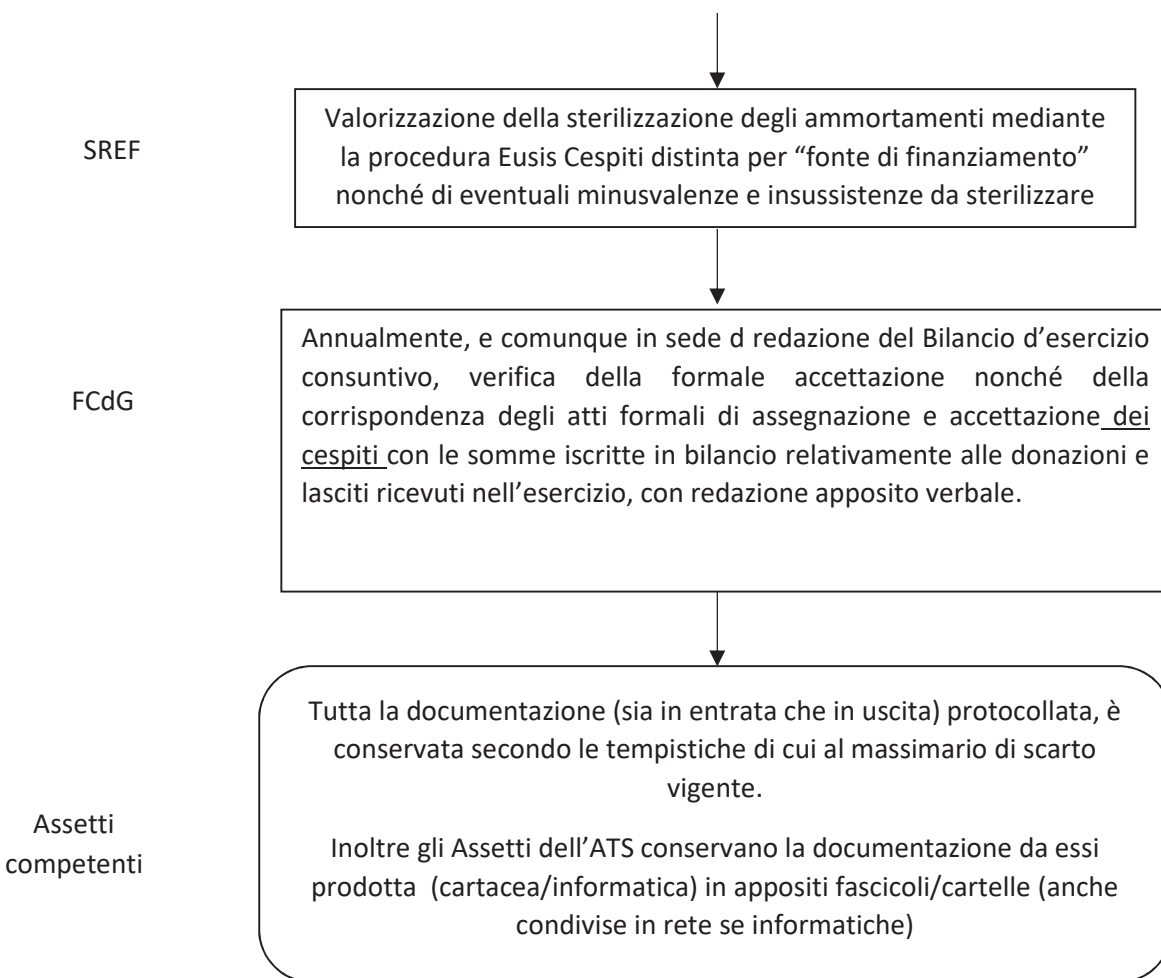 SREF
Valorizzazione della sterilizzazione degli ammortamenti mediante
la procedura Eusis Cespiti distinta per “fonte di finanziamento”
nonché di eventuali minusvalenze e insussistenze da sterilizzare
FCdG
Annualmente, e comunque in sede d redazione del Bilancio d’esercizio
consuntivo, verifica della formale accettazione nonché della
corrispondenza degli atti formali di assegnazione e accettazione dei
cespiti con le somme iscritte in bilancio relativamente alle donazioni e
lasciti ricevuti nell’esercizio, con redazione apposito verbale.
Assetti
competenti
Tutta la documentazione (sia in entrata che in uscita) protocollata, è
conservata secondo le tempistiche di cui al massimario di scarto
vigente.
Inoltre gli Assetti dell’ATS conservano la documentazione da essi
prodotta (cartacea/informatica) in appositi fascicoli/cartelle (anche
condivise in rete se informatiche)